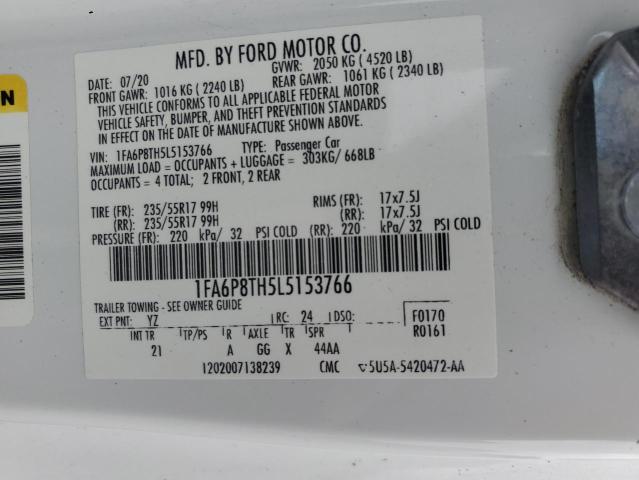 MFD. BY FORD MOTOR CO.
DATE: 07/20 GVWR: 2050 KG ( 4520 LB)
FRONT GAWR: 1016 KG ( 2240 LB) REAR GAWR: 1061 KG ( 2340 LB)
THIS VEHICLE CONFORMS TO ALL APPLICABLE FEDERAL MOTOR
VEHICLE SAFETY, BUMPER, AND THEFT PREVENTION STANDARDS
IN EFFECT ON THE DATE OF MANUFACTURE SHOWN ABOVE.
VIN: 1FA6P8TH5L5153766 TYPE: Passenger Car
MAXIMUM LOAD = OCCUPANTS + LUGGAGE = 303KG/ 668LB
OCCUPANTS = 4 TOTAL; 2 FRONT, 2 REAR
TIRE (FR): 235/55R17 99H RIMS (FR): 17x7.5J
(RR): 235/55R17 99H (RR): 17x7.5J
PRESSURE (FR): 220 kPa/ 32 PSI COLD (RR): 220 kPa/ 32 PSI COLD
1FA6P8TH5L5153766
TRAILER TOWING - SEE OWNER GUIDE
EXT PNT: YZ RC: 24 DSO: F0170
R0161
INT TR TP/PS R AXLE TR SPR
21 A GG X 44AA
1202007138239 CMC 5U5A-5420472-AA